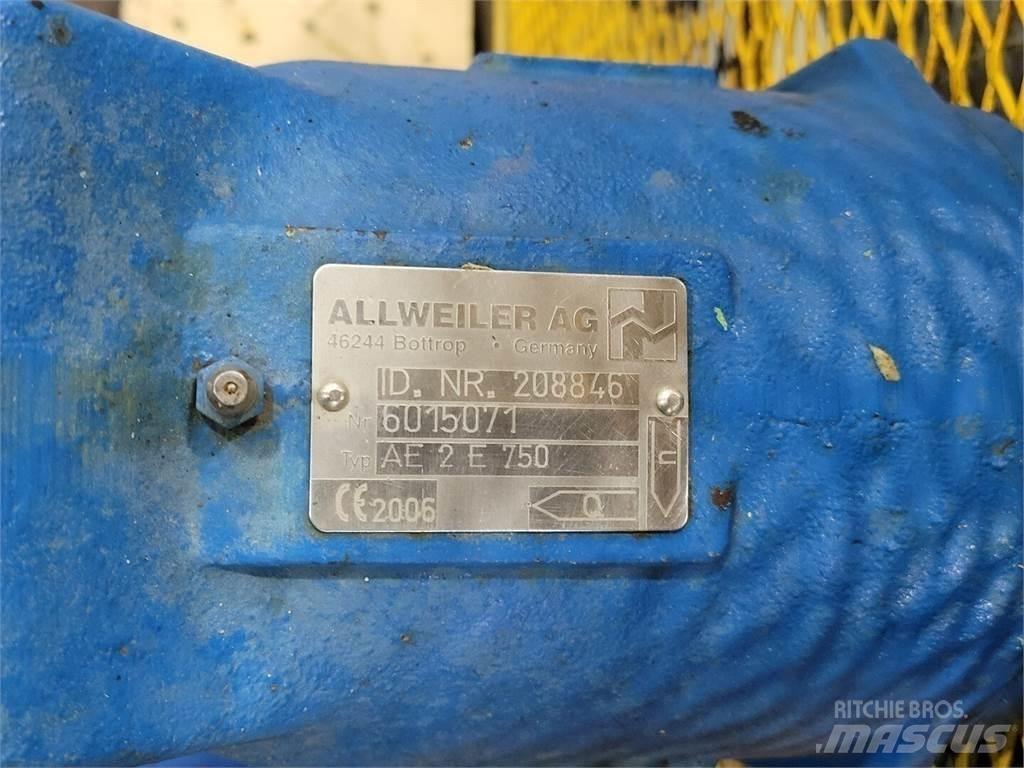 ALLWEILER AG
46244 Bottrop · Germany
ID. NR. 208846
Nr 6015071
Typ AE 2 E 750
n
CE 2006
Q
RITCHIE BROS.
MASCUS